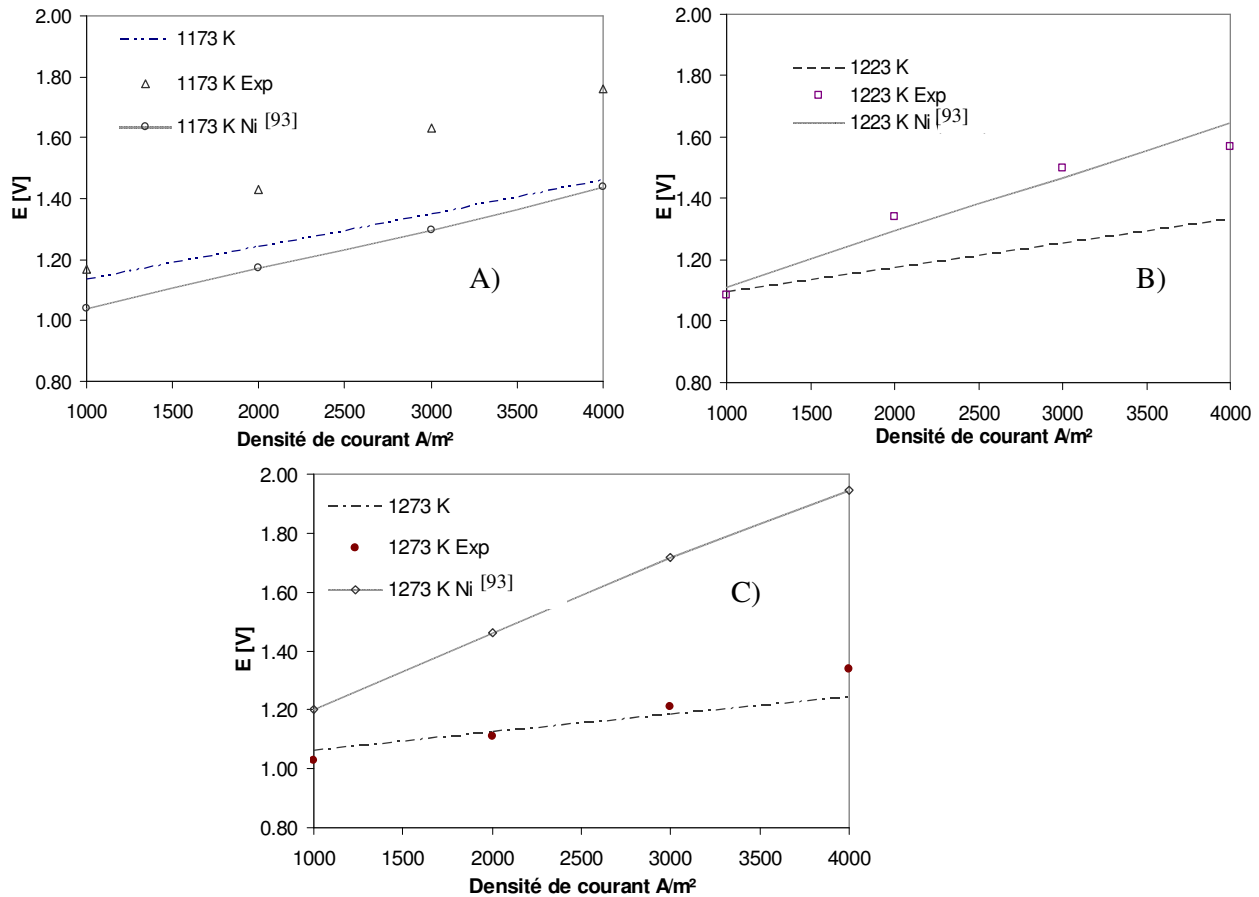 2.00
1.80
1.60
1.40
1.20
1.00
0.80
E [V]
1173 K
1173 K Exp
1173 K Ni [93]
A)
1000 1500 2000 2500 3000 3500 4000
Densité de courant A/m²
2.00
1.80
1.60
1.40
1.20
1.00
0.80
E [V]
1223 K
1223 K Exp
1223 K Ni [93]
B)
1000 1500 2000 2500 3000 3500 4000
Densité de courant A/m²
2.00
1.80
1.60
1.40
1.20
1.00
0.80
E [V]
1273 K
1273 K Exp
1273 K Ni [93]
C)
1000 1500 2000 2500 3000 3500 4000
Densité de courant A/m²